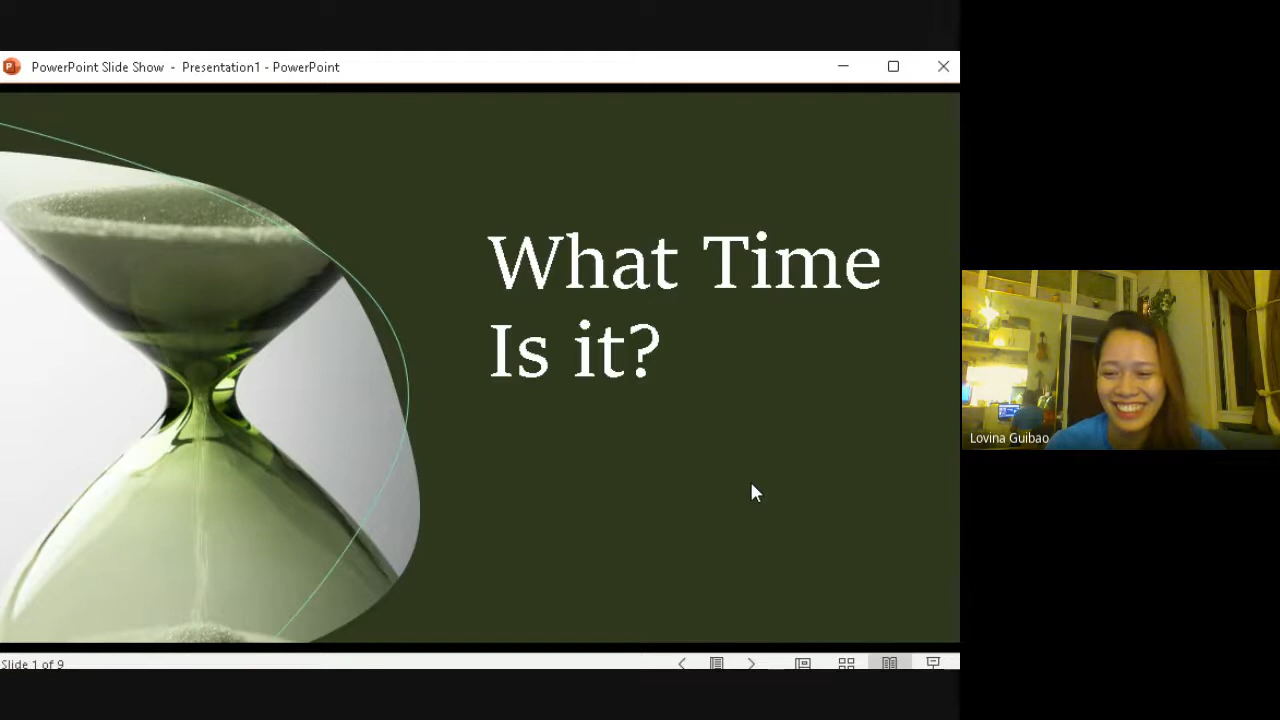 PowerPoint Slide Show - Presentation1 - PowerPoint
What Time
Is it?
Lovina Guibao
Slide 1 of 9